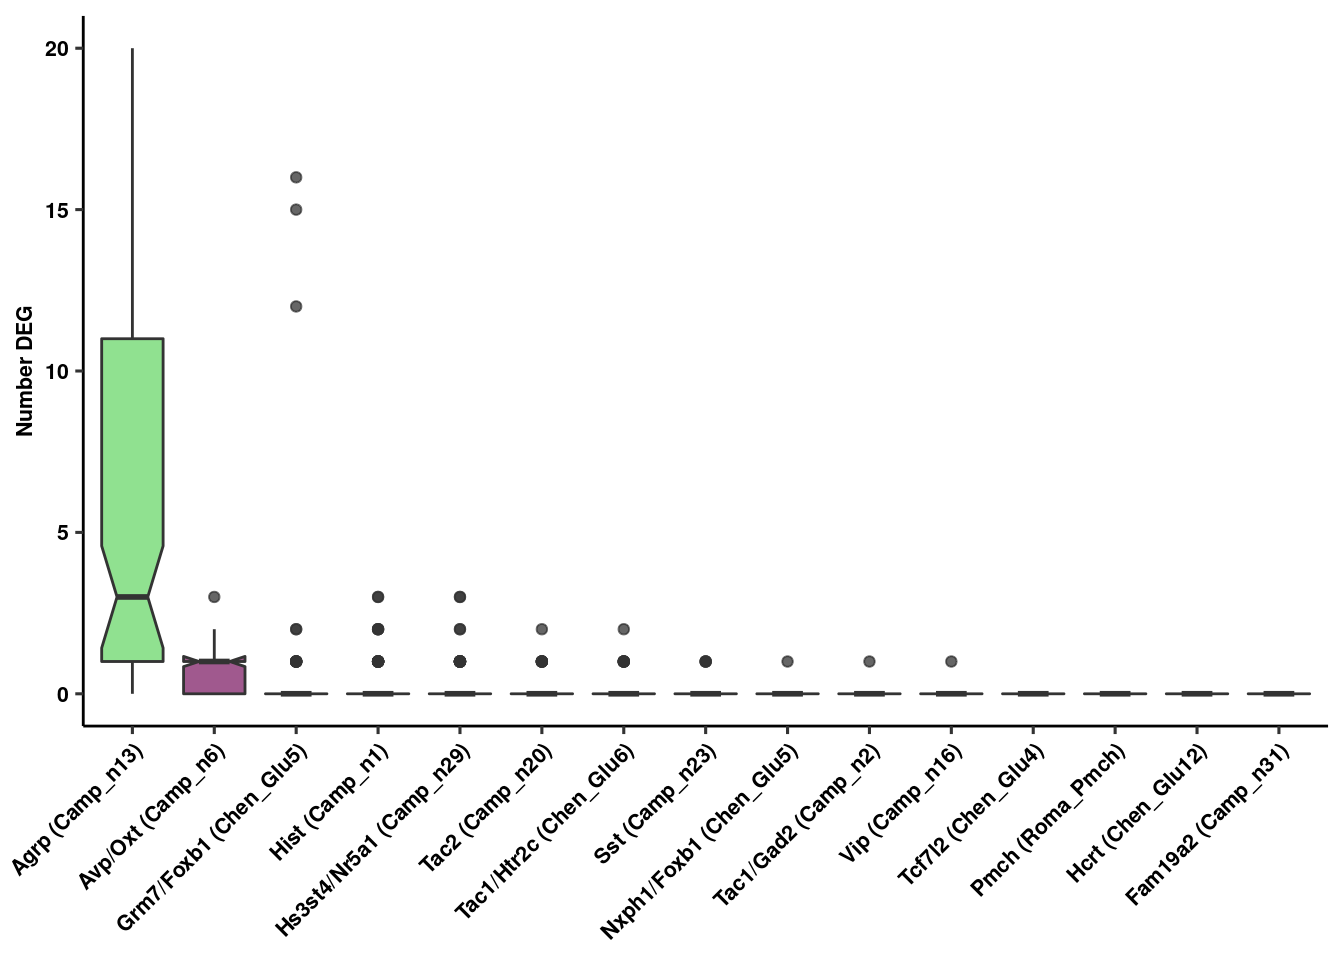 Number DEG
20
15
10
5
0
Agrp (Camp_n13)
Avp/Oxt (Camp_n6)
Grm7/Foxb1 (Chen_Glu5)
Hist (Camp_n1)
Hs3st4/Nr5a1 (Camp_n29)
Tac2 (Camp_n20)
Tac1/Htr2c (Chen_Glu6)
Sst (Camp_n23)
Nxph1/Foxb1 (Chen_Glu5)
Tac1/Gad2 (Camp_n2)
Vip (Camp_n16)
Tcf7l2 (Chen_Glu4)
Pmch (Roma_Pmch)
Hcrt (Chen_Glu12)
Fam19a2 (Camp_n31)